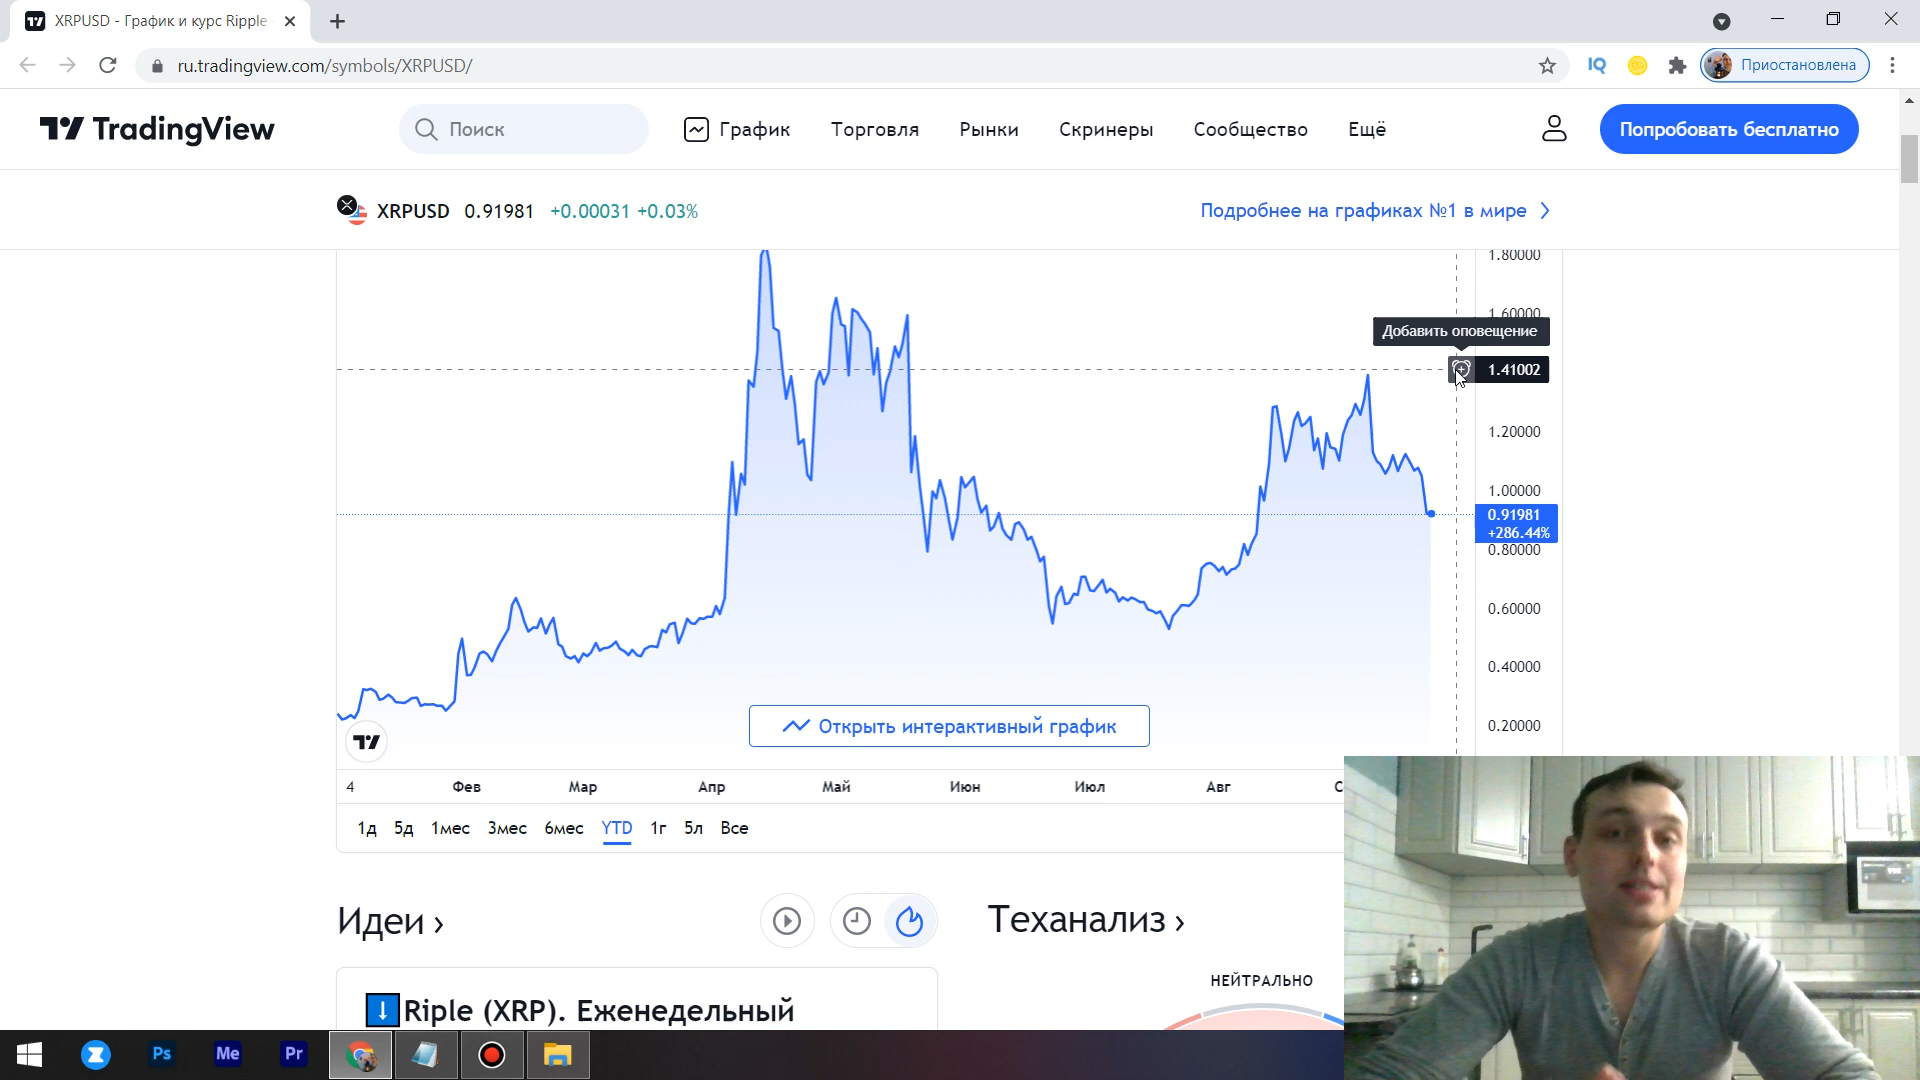 XRPUSD - График и курс Ripple
ru.tradingview.com/symbols/XRPUSD/
IQ
Приостановлена
TradingView
Поиск
График
Торговля
Рынки
Скринеры
Сообщество
Ещё
Попробовать бесплатно
XRPUSD 0.91981 +0.00031 +0.03%
Подробнее на графиках №1 в мире
1.80000
1.60000
Добавить оповещение
1.41002
1.20000
1.00000
0.91981
+286.44%
0.80000
0.60000
0.40000
0.20000
Открыть интерактивный график
4 Фев Мар Апр Май Июн Июл Авг С
1д 5д 1мес 3мес 6мес YTD 1г 5л Все
Идеи ›
Теханализ ›
НЕЙТРАЛЬНО
Riple (XRP). Еженедельный
Ps
Me
Pr